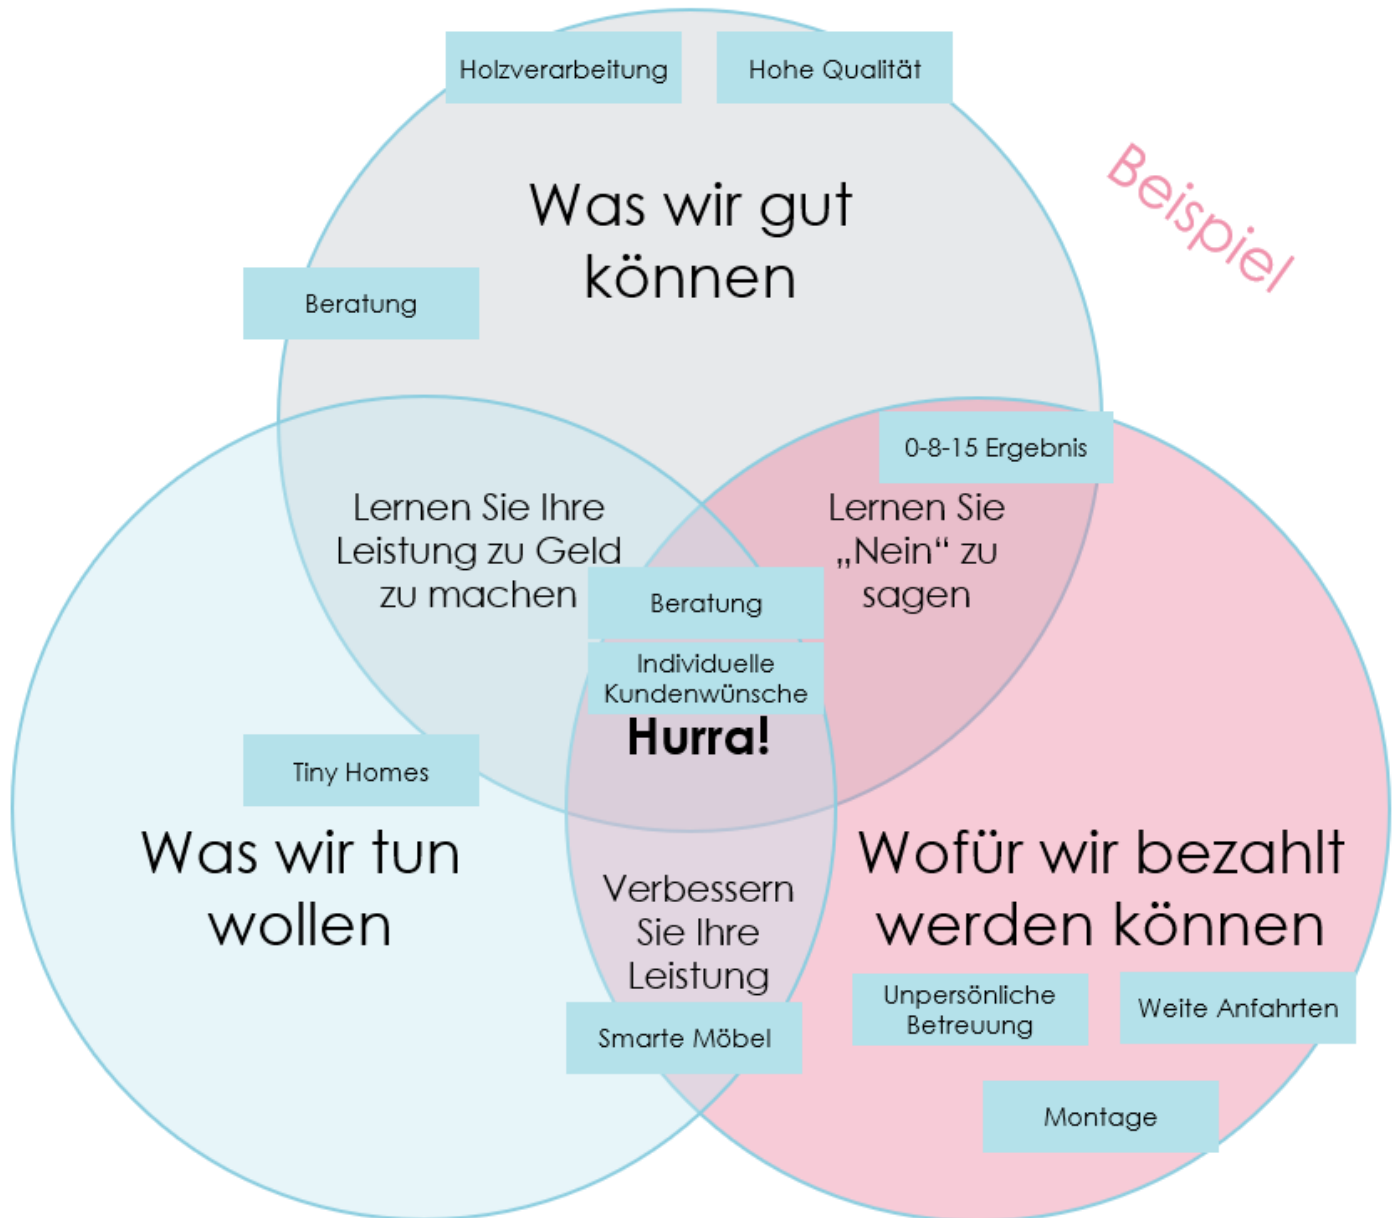 Holzverarbeitung
Hohe Qualität
Beispiel
Was wir gut
können
Beratung
0-8-15 Ergebnis
Lernen Sie Ihre
Leistung zu Geld
zu machen
Lernen Sie
„Nein“ zu
sagen
Beratung
Individuelle
Kundenwünsche
Hurra!
Tiny Homes
Was wir tun
wollen
Wofür wir bezahlt
werden können
Verbessern
Sie Ihre
Leistung
Unpersönliche
Betreuung
Weite Anfahrten
Smarte Möbel
Montage